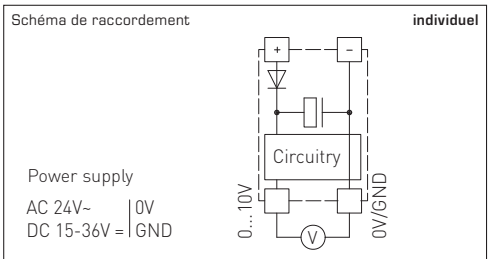 Schéma de raccordement individuel
+ −
Circuitry
Power supply
AC 24V~ | 0V
DC 15-36V = | GND
0...10V
0V/GND
V